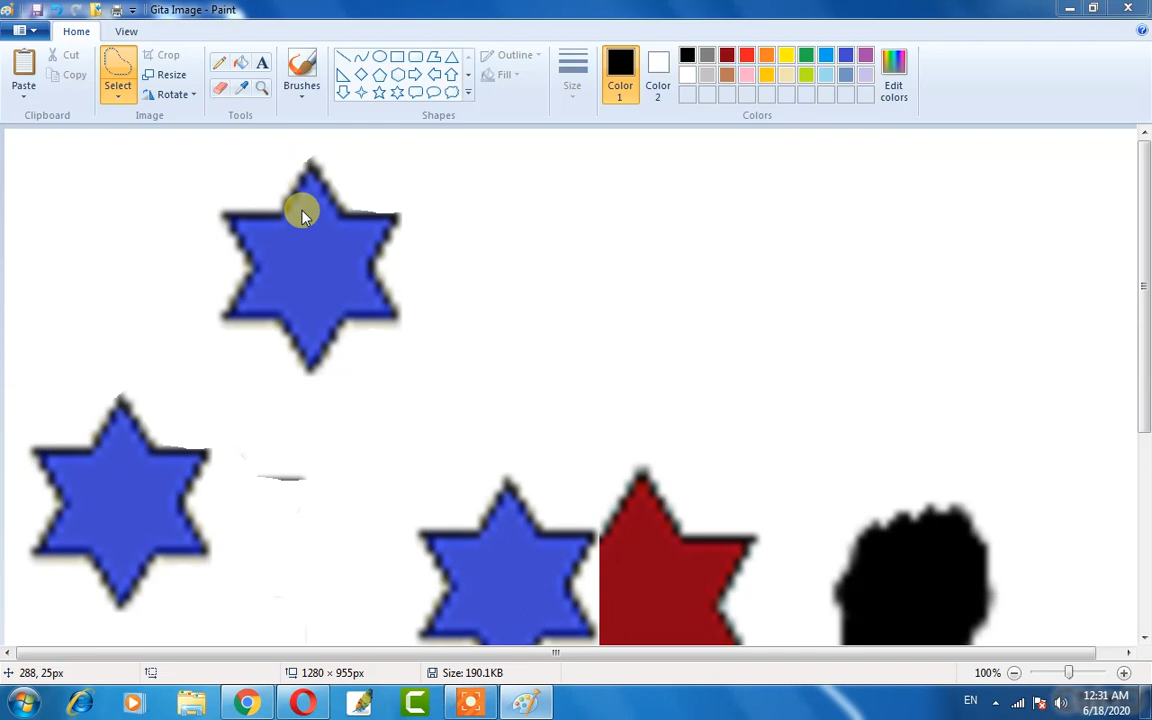 Gita Image - Paint
Home View
Paste
Cut
Copy
Clipboard
Select
Crop
Resize
Rotate
Image
A
Tools
Brushes
Outline
Fill
Shapes
Size
Color 1
Color 2
Edit colors
Colors
288, 25px
1280 × 955px
Size: 190.1KB
100%
EN
12:31 AM
6/18/2020